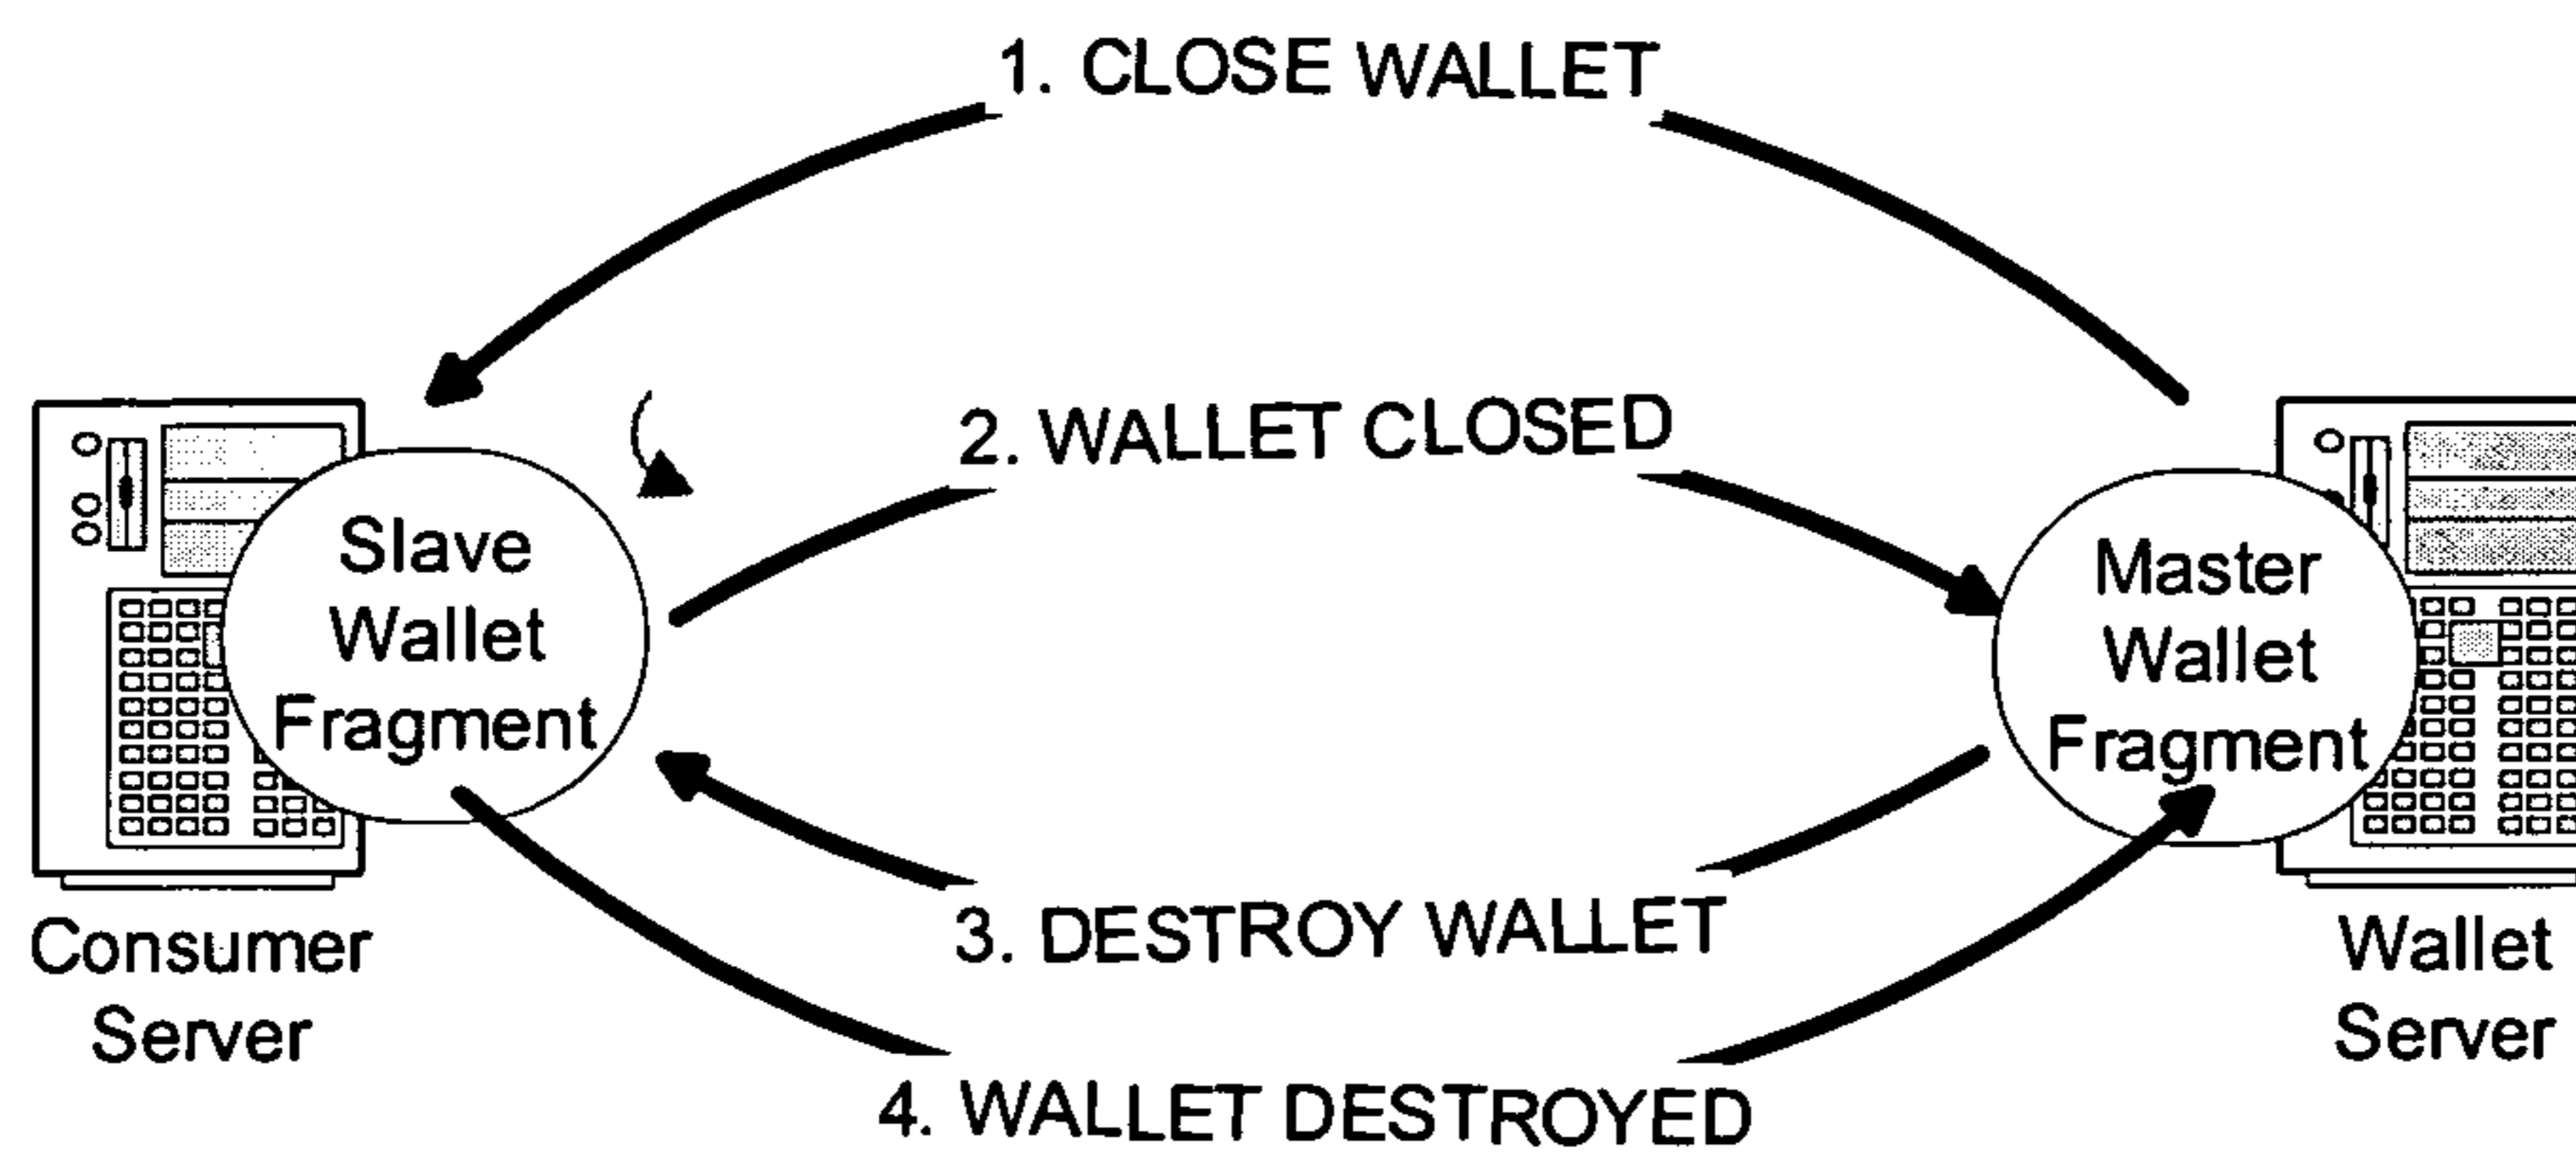 1. CLOSE WALLET
2. WALLET CLOSED
Slave
Wallet
Fragment
Master
Wallet
Fragment
3. DESTROY WALLET
4. WALLET DESTROYED
Consumer
Server
Wallet
Server